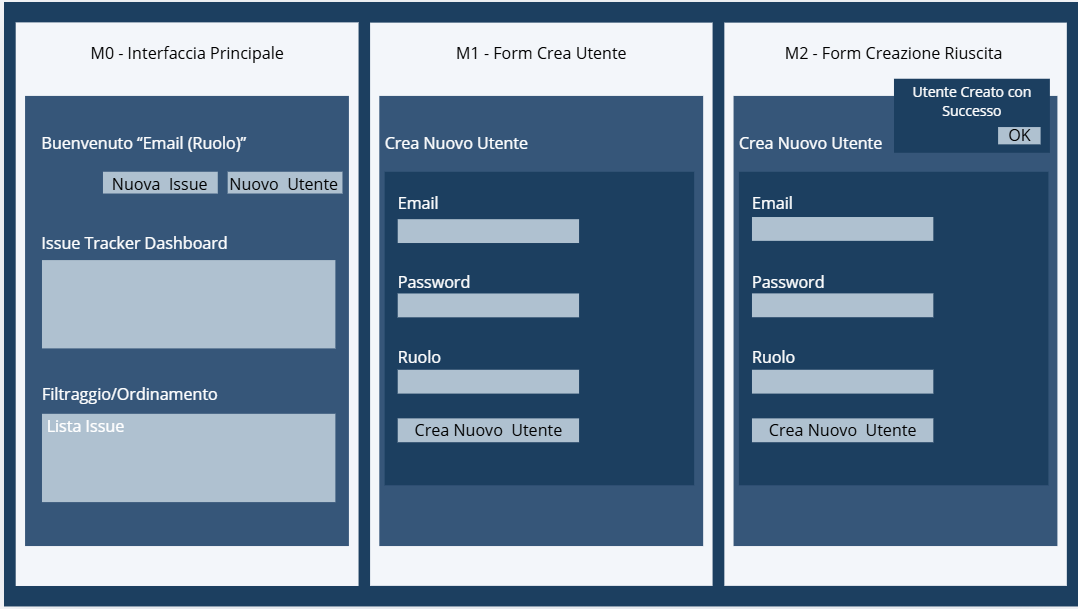 M0 - Interfaccia Principale
Buenvenuto “Email (Ruolo)”
Nuova Issue
Nuovo Utente
Issue Tracker Dashboard
Filtraggio/Ordinamento
Lista Issue
M1 - Form Crea Utente
Crea Nuovo Utente
Email
Password
Ruolo
Crea Nuovo Utente
M2 - Form Creazione Riuscita
Utente Creato con
Successo
OK
Crea Nuovo Utente
Email
Password
Ruolo
Crea Nuovo Utente